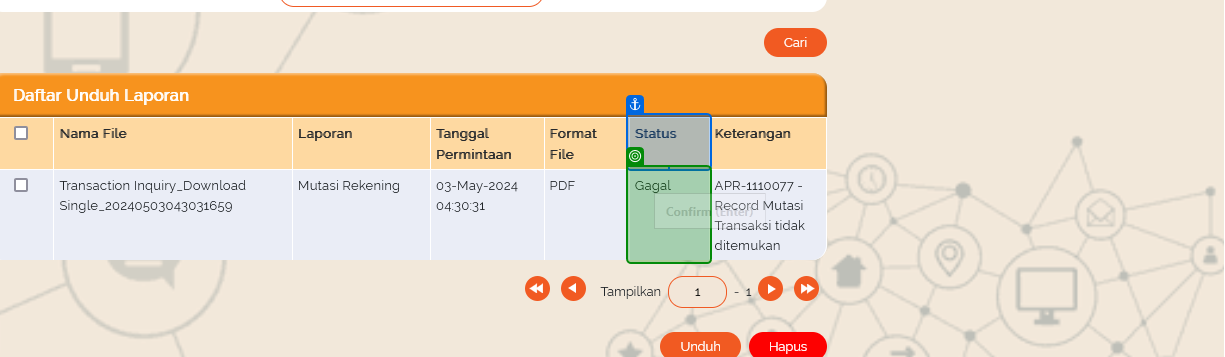 Cari
Daftar Unduh Laporan
Nama File Laporan Tanggal Permintaan Format File Status Keterangan
Transaction Inquiry_Download Single_20240503043031659 Mutasi Rekening 03-May-2024 04:30:31 PDF Gagal APR-1110077 - Record Mutasi Transaksi tidak ditemukan
Confirm (Enter)
Tampilkan 1 - 1
Unduh Hapus